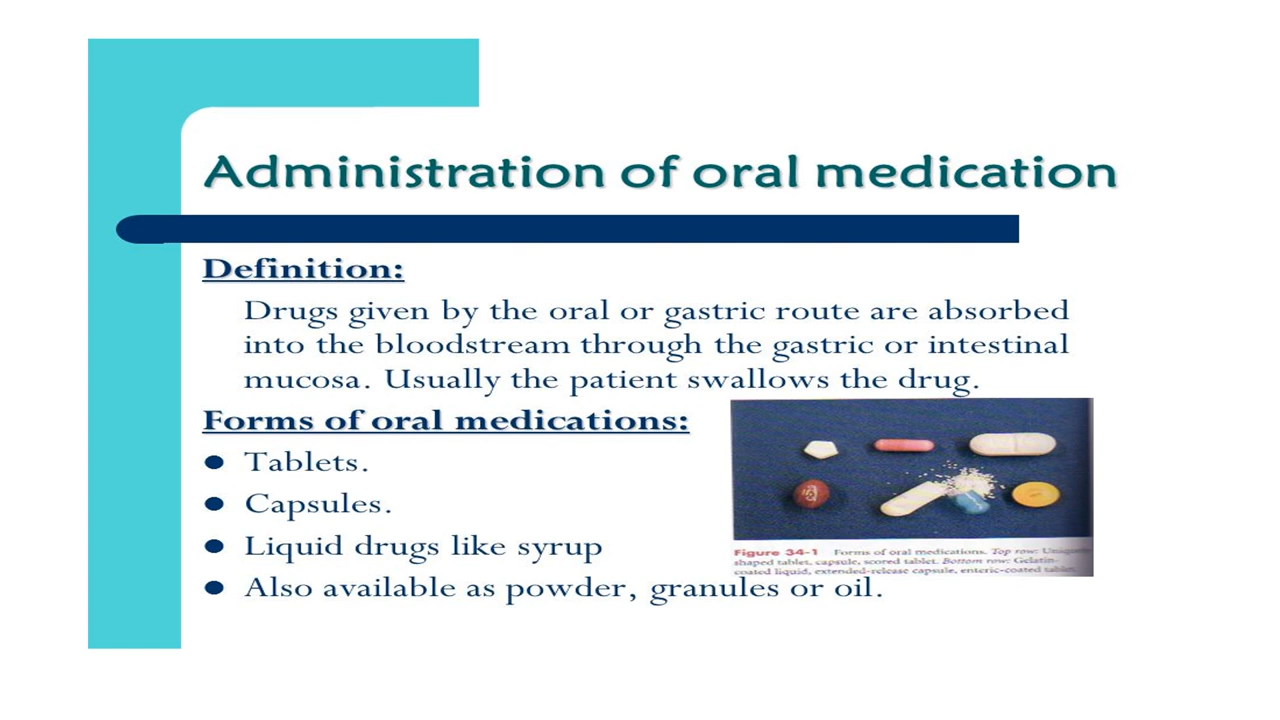 Administration of oral medication
Definition:
Drugs given by the oral or gastric route are absorbed
into the bloodstream through the gastric or intestinal
mucosa. Usually the patient swallows the drug.
Forms of oral medications:
Tablets.
Capsules.
Liquid drugs like syrup
Also available as powder, granules or oil.
Figure 34-1 Forms of oral medications. Top row:
shaped tablet, capsule, scored tablet. Bottom row: Gelatin-
coated liquid, extended-release capsule, enteric-coated tablet.